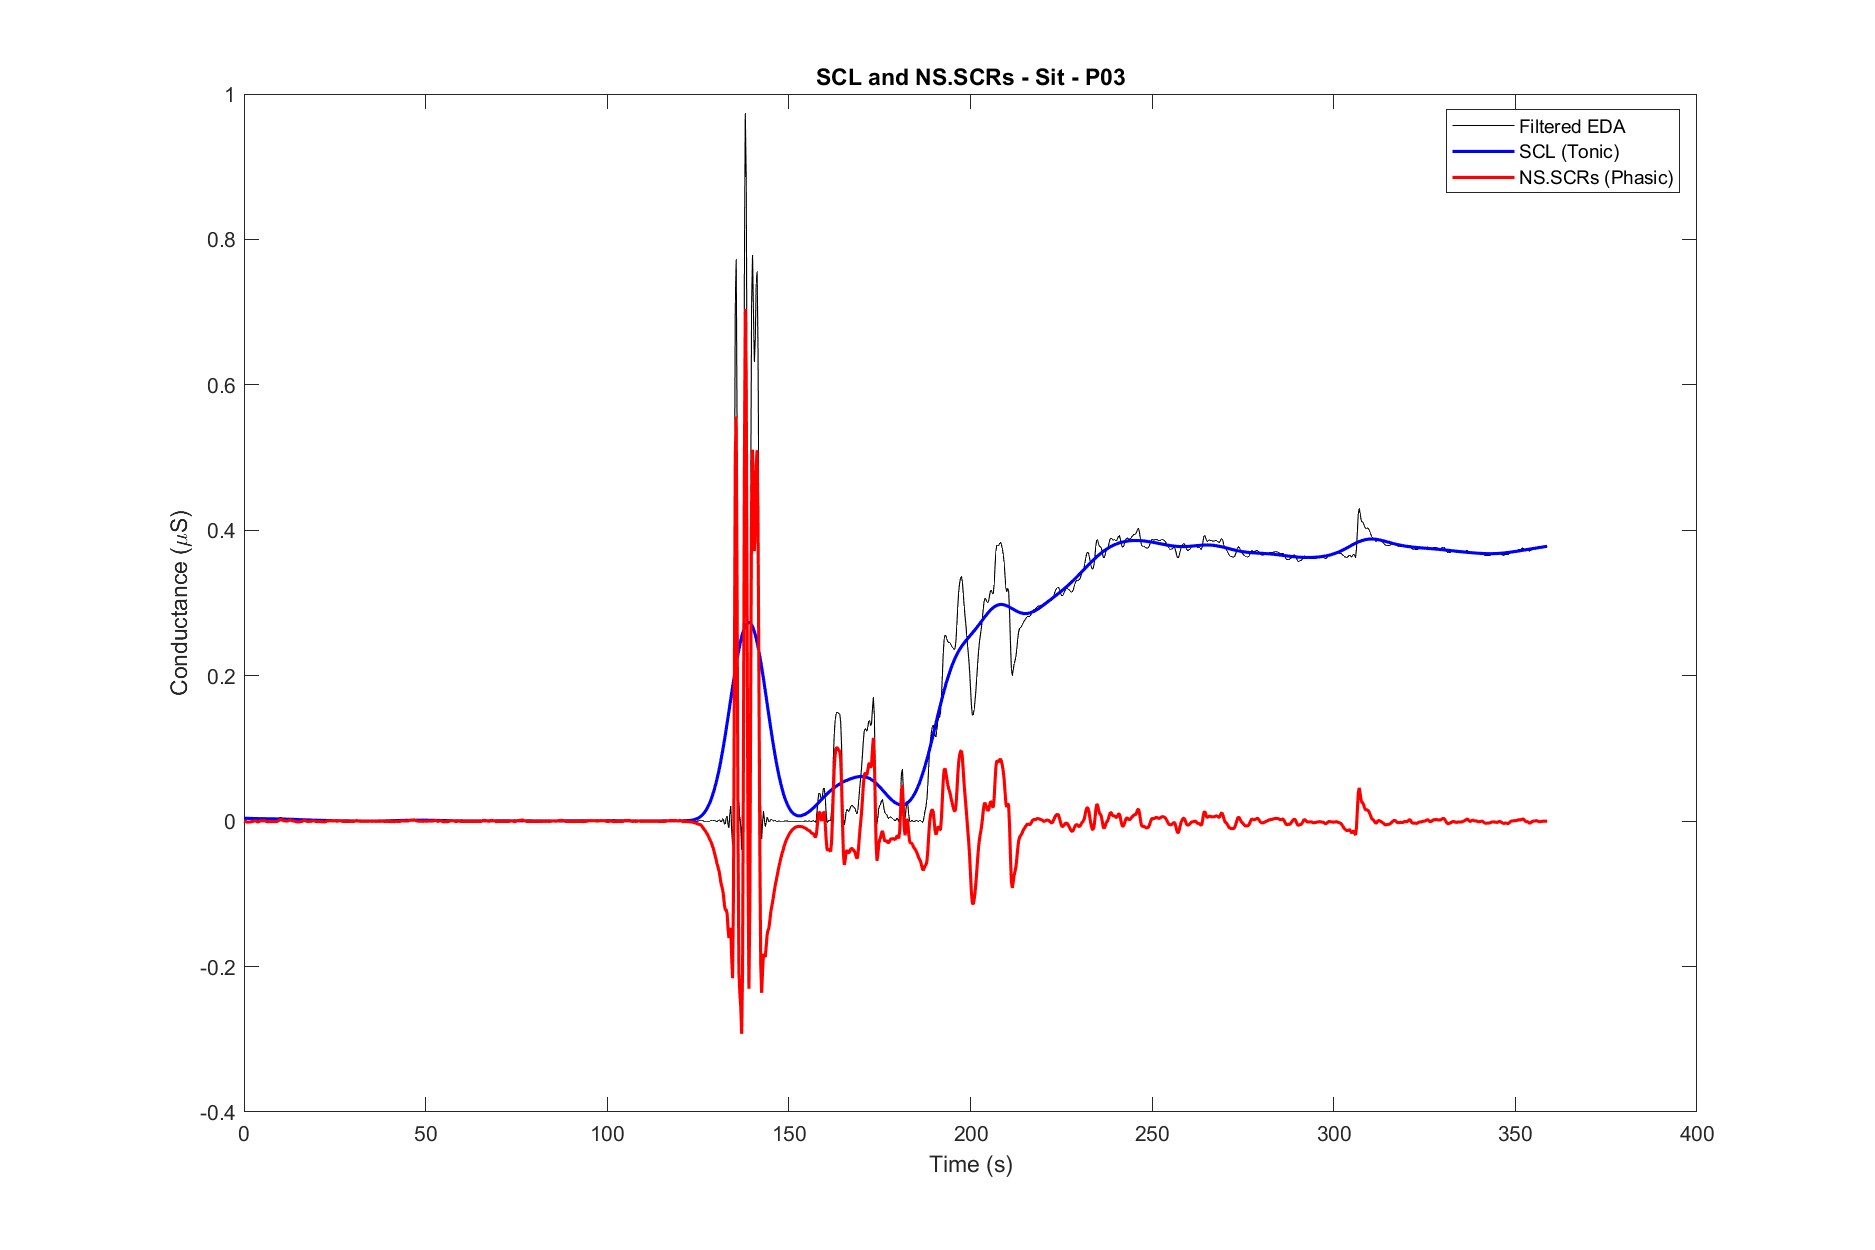 SCL and NS.SCRs - Sit - P03
Filtered EDA
SCL (Tonic)
NS.SCRs (Phasic)
Conductance (μS)
1
0.8
0.6
0.4
0.2
0
-0.2
-0.4
0 50 100 150 200 250 300 350 400
Time (s)